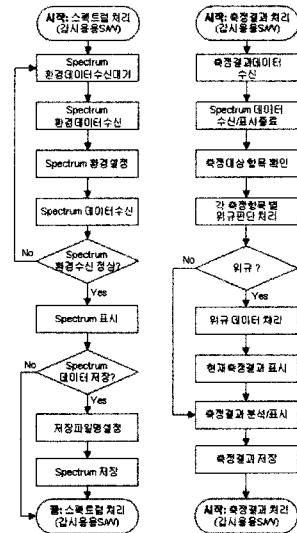 시작: 스펙트럼 처리
(감시응용S/W)
Spectrum
환경데이터수신대기
Spectrum
환경데이터수신
Spectrum 환경설정
Spectrum 데이터수신
No
Spectrum
환경수신 정상?
Yes
Spectrum 표시
No
Spectrum
데이터 저장?
Yes
저장파일명설정
Spectrum 저장
끝: 스펙트럼 처리
(감시응용S/W)
시작: 측정결과 처리
(감시응용S/W)
측정결과데이터
수신
Spectrum 데이터
수신/표시종료
측정대상 항목 확인
각 측정항목 별
위규판단 처리
No
위규 ?
Yes
위규 데이터 처리
현재측정결과 표시
측정결과 분석/표시
측정결과 저장
시작: 측정결과 처리
(감시응용S/W)